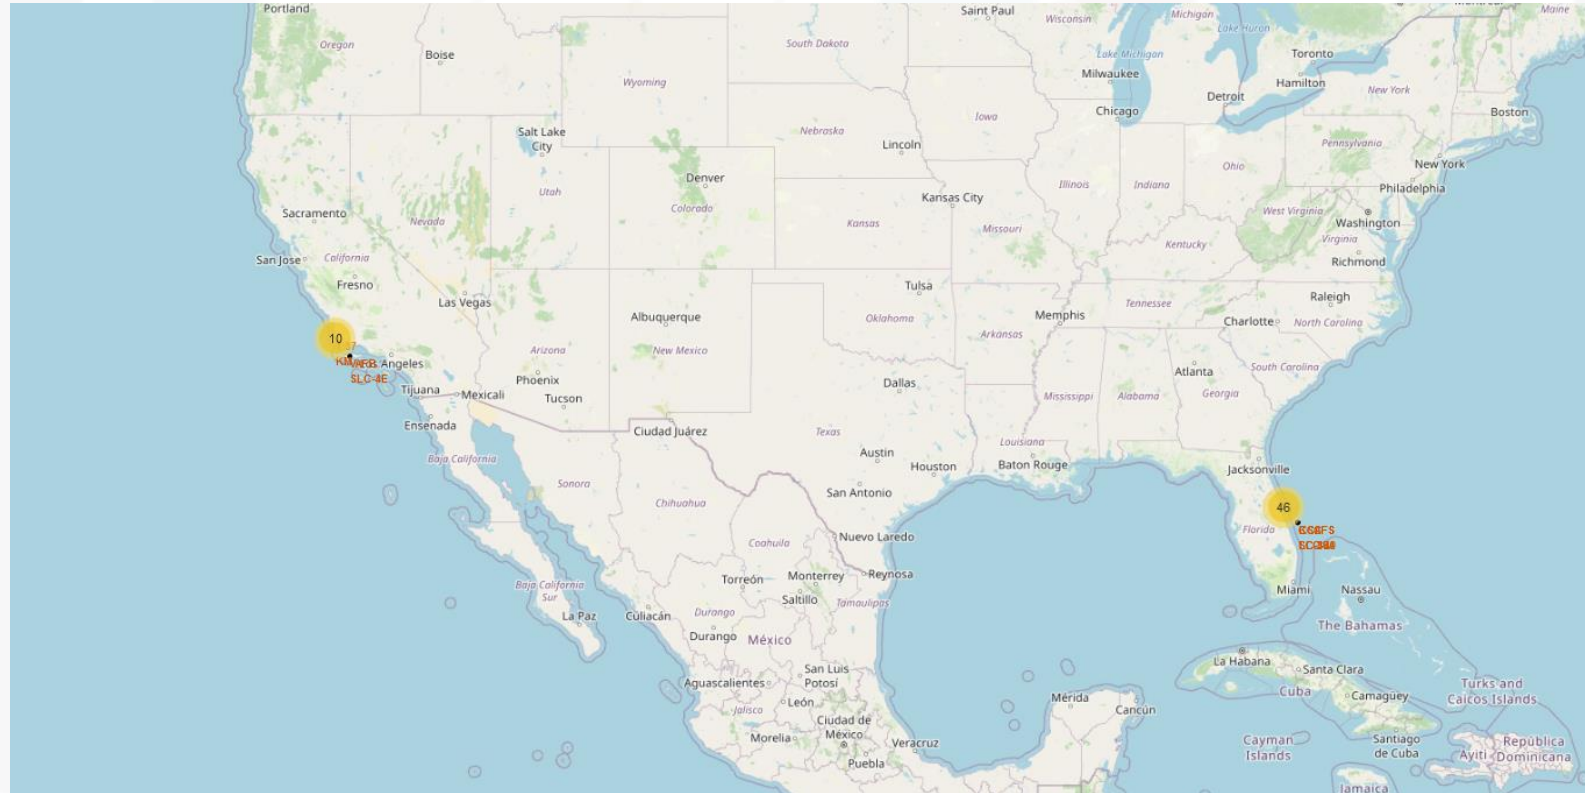 Portland
Saint Paul
Wisconsin
Michigan
Maine
Oregon
Boise
South Dakota
Lake Huron
Toronto
Lake Michigan
Milwaukee
Wyoming
Hamilton
New York
Detroit
Chicago
Boston
Iowa
Nebraska
Salt Lake
City
Lincoln
Pennsylvania
New York
Ohio
Denver
Utah
Illinois
Indiana
Philadelphia
Kansas City
Colorado
Sacramento
Nevada
West Virginia
Washington
Kansas
Missouri
Virginia
Kentucky
San Jose
California
Richmond
Fresno
Tulsa
Las Vegas
Raleigh
Tennessee
Albuquerque
Oklahoma
Memphis
Charlotte
North Carolina
10
Arkansas
Arizona
New Mexico
Angeles
SLC-4E
Phoenix
Dallas
Atlanta
South Carolina
Tijuana
Mexicali
Tucson
Mississippi
Alabama
Georgia
Ensenada
Ciudad Juárez
Texas
Louisiana
Austin
Baja California
Houston
Baton Rouge
Jacksonville
Sonora
San Antonio
Chihuahua
46
Florida
Nuevo Laredo
Coahuila
Torreón
Monterrey
Reynosa
Baja California
Sur
Saltillo
Tamaulipas
Miami
Nassau
La Paz
Culiacán
Durango
The Bahamas
Durango
México
La Habana
San Luis
Potosí
Santa Clara
Aguascalientes
Cuba
Camagüey
Turks and
Caicos Islands
León
Mérida
Cancún
Jalisco
Ciudad de
México
Morelia
Veracruz
Puebla
Cayman
Islands
Santiago
de Cuba
República
Dominicana
Ayiti
Jamaica